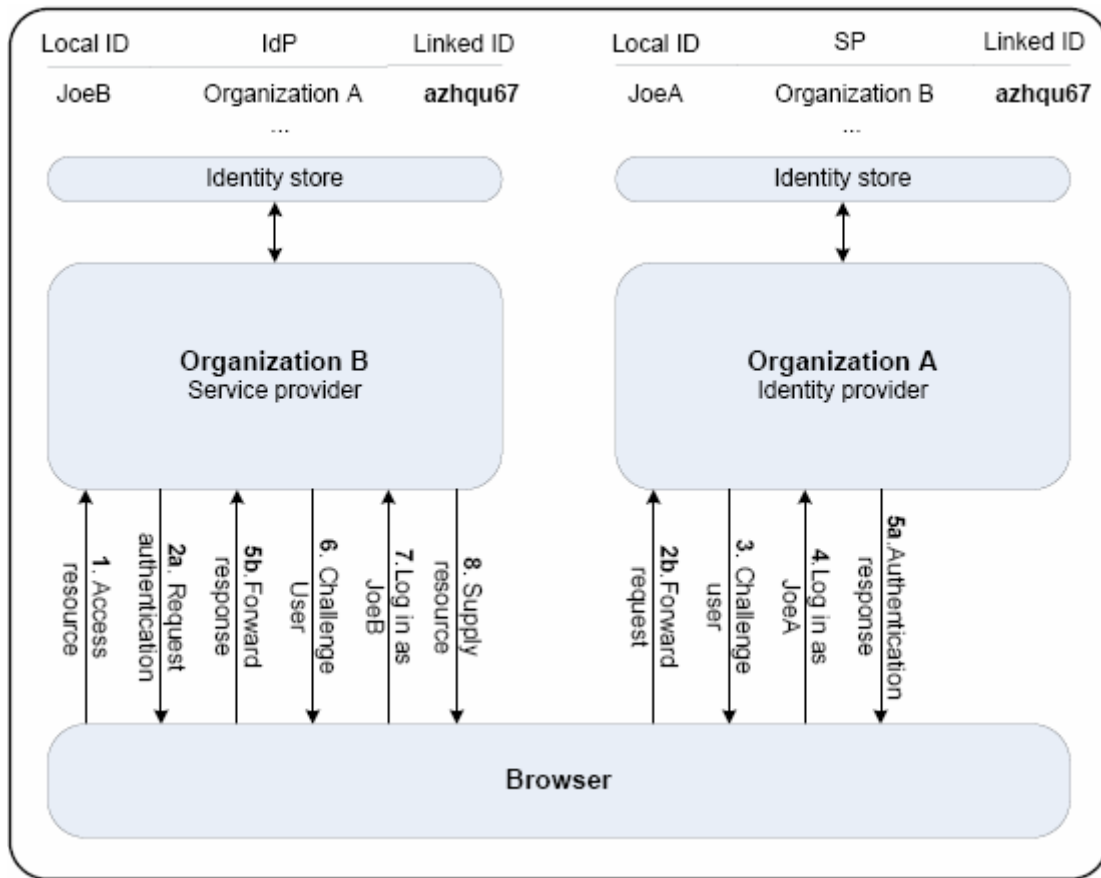 Local ID IdP Linked ID
JoeB Organization A azhqu67
...
Identity store
Organization B
Service provider
Local ID SP Linked ID
JoeA Organization B azhqu67
...
Identity store
Organization A
Identity provider
1. Access
resource
2a. Request
authentication
5b. Forward
response
6. Challenge
User
7. Log in as
JoeB
8. Supply
resource
2b. Forward
request
3. Challenge
user
4. Log in as
JoeA
5a. Authentication
response
Browser